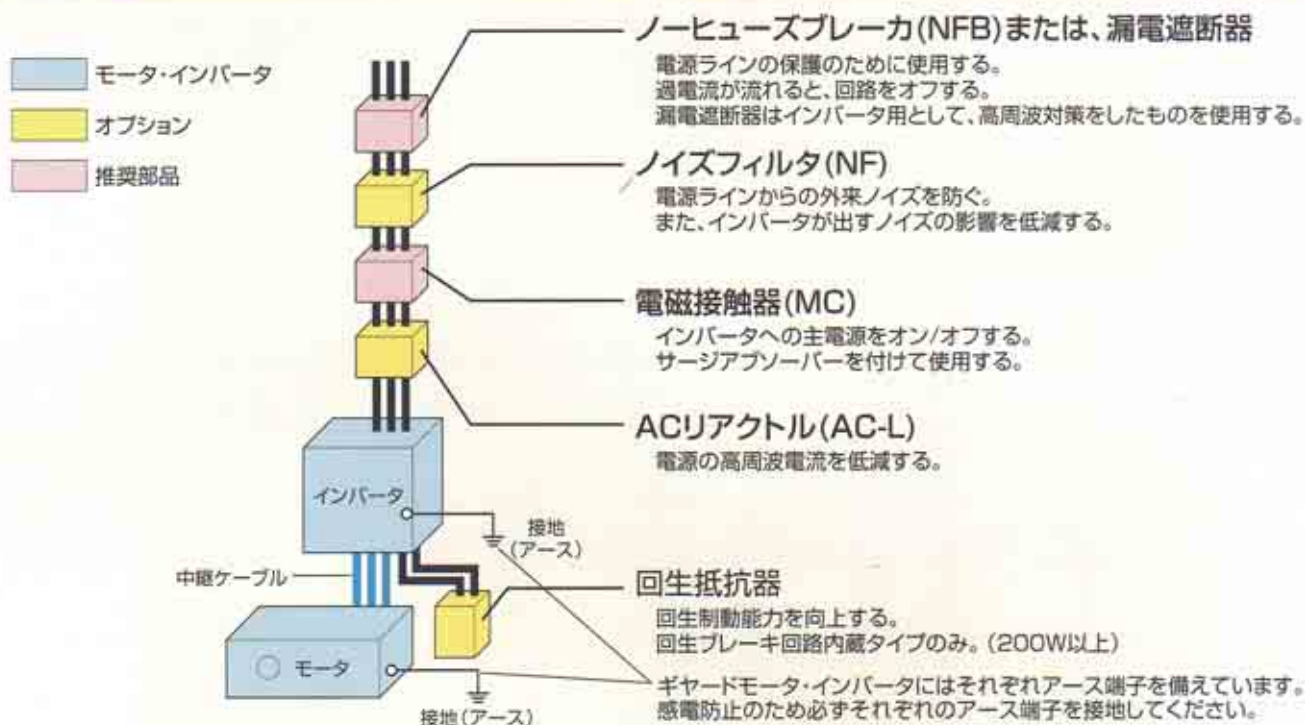 モータ・インバータ
オプション
推奨部品
ノーヒューズブレーカ(NFB)または、漏電遮断器
電源ラインの保護のために使用する。
過電流が流れると、回路をオフする。
漏電遮断器はインバータ用として、高周波対策をしたものを使用する。
ノイズフィルタ(NF)
電源ラインからの外来ノイズを防ぐ。
また、インバータが出すノイズの影響を低減する。
電磁接触器(MC)
インバータへの主電源をオン/オフする。
サージアブソーバーを付けて使用する。
ACリアクトル(AC-L)
電源の高周波電流を低減する。
インバータ
接地
(アース)
中継ケーブル
回生抵抗器
回生制動能力を向上する。
回生ブレーキ回路内蔵タイプのみ。(200W以上)
モータ
接地(アース)
ギヤードモータ・インバータにはそれぞれアース端子を備えています。
感電防止のため必ずそれぞれのアース端子を接地してください。